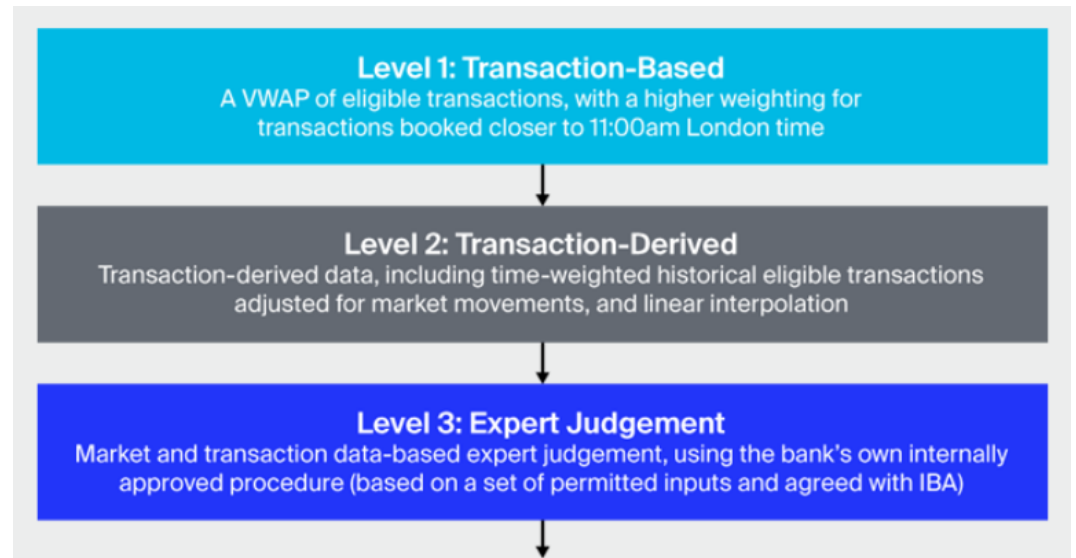 Level 1: Transaction-Based
A VWAP of eligible transactions, with a higher weighting for
transactions booked closer to 11:00am London time
Level 2: Transaction-Derived
Transaction-derived data, including time-weighted historical eligible transactions
adjusted for market movements, and linear interpolation
Level 3: Expert Judgement
Market and transaction data-based expert judgement, using the bank's own internally
approved procedure (based on a set of permitted inputs and agreed with IBA)